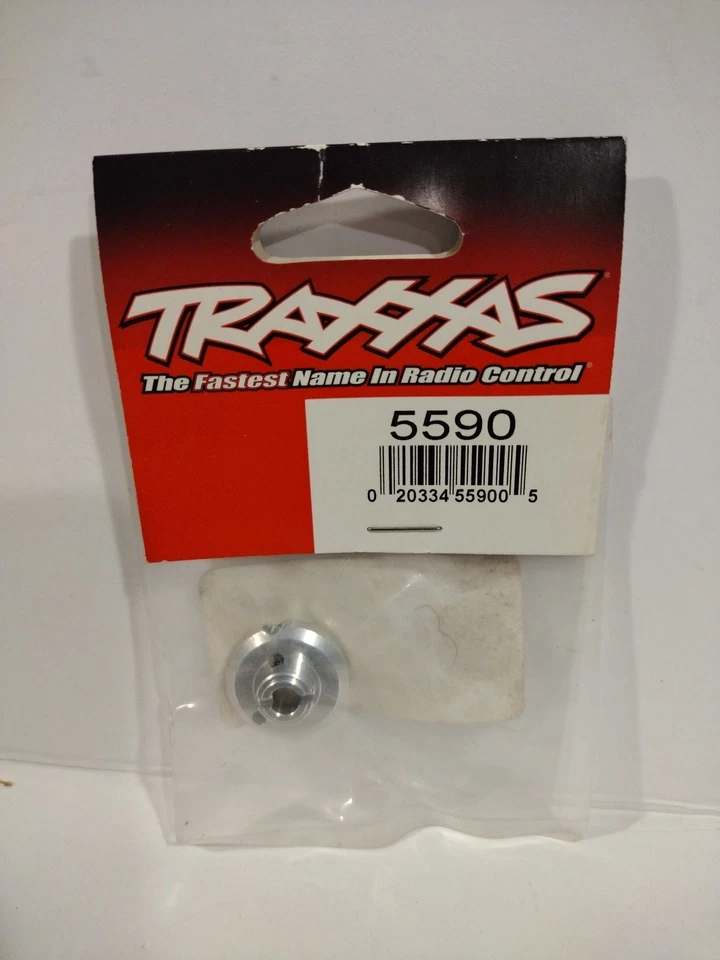 TRAXXAS®
The Fastest Name In Radio Control®
5590
0 20334 55900 5